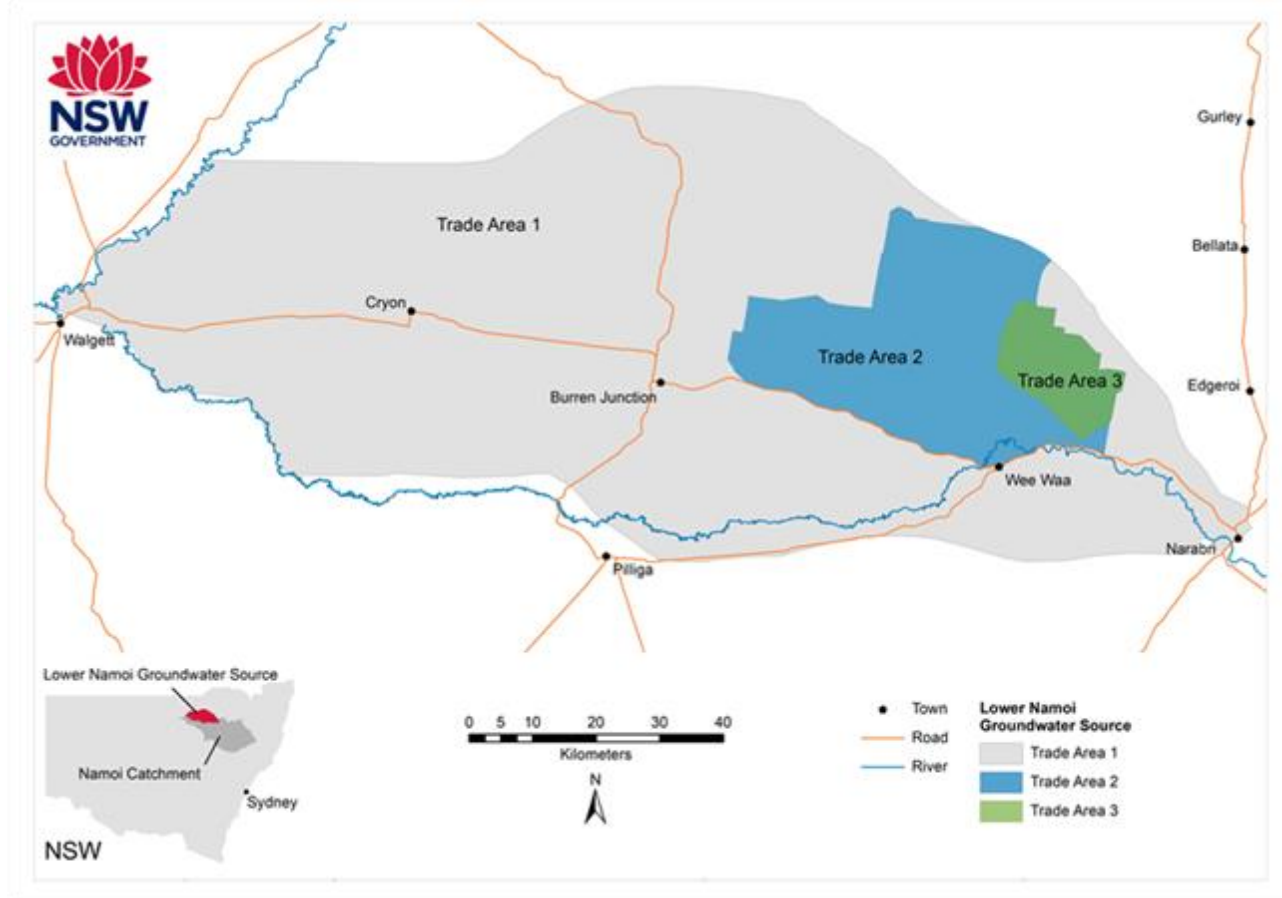 NSW
GOVERNMENT
Gurley
Trade Area 1
Bellata
Cryon
Walgett
Trade Area 2
Trade Area 3
Edgeroi
Burren Junction
Wee Waa
Narabri
Pilliga
Lower Namoi Groundwater Source
Namoi Catchment
Sydney
NSW
0 5 10 20 30 40
Kilometers
N
Town
Road
River
Lower Namoi
Groundwater Source
Trade Area 1
Trade Area 2
Trade Area 3